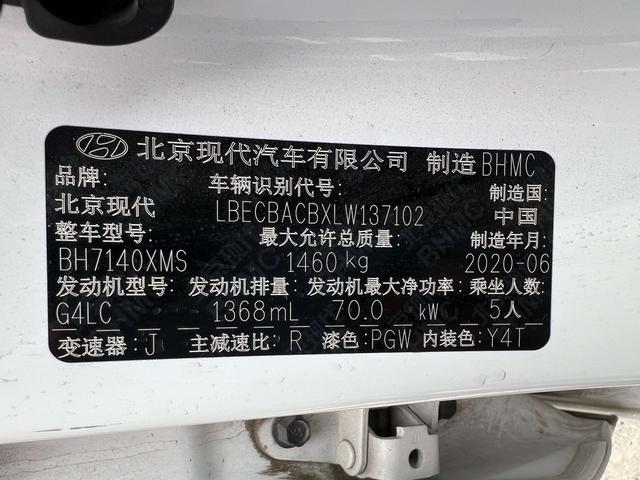 北京现代汽车有限公司 制造 BHMC
品牌: 车辆识别代号: 制造国:
北京现代 LBECBACBXLW137102 中国
整车型号: 最大允许总质量: 制造年月:
BH7140XMS 1460kg 2020-06
发动机型号: 发动机排量: 发动机最大净功率: 乘坐人数:
G4LC 1368mL 70.0 kW 5人
变速器: J 主减速比: R 漆色: PGW 内装色: Y4T